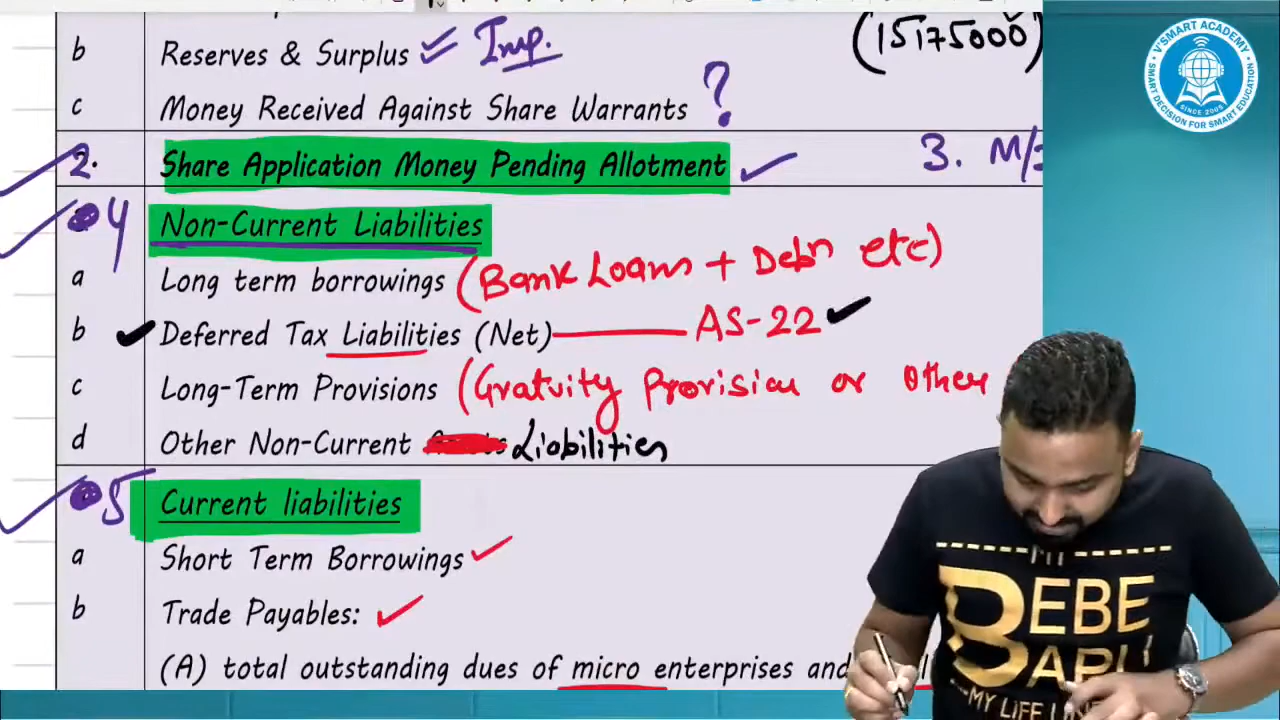 b Reserves & Surplus Imp. (15175000)
c Money Received Against Share Warrants ?
2. Share Application Money Pending Allotment 3. M/
4 Non-Current Liabilities
a Long term borrowings (Bank Loans + Debn etc)
b Deferred Tax Liabilities (Net) AS-22
c Long-Term Provisions (Gratuity Provision or other
d Other Non-Current Liabilities
5 Current liabilities
a Short Term Borrowings
b Trade Payables:
(A) total outstanding dues of micro enterprises and
V'SMART ACADEMY
SINCE 2009
SMART DECISION FOR SMART EDUCATION
BEBE
MY LIFE